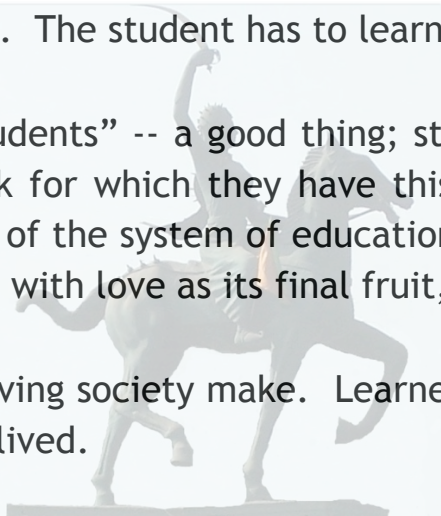 . The student has to learn
udents” -- a good thing; st
k for which they have this
of the system of education
with love as its final fruit,
ving society make. Learne
lived.